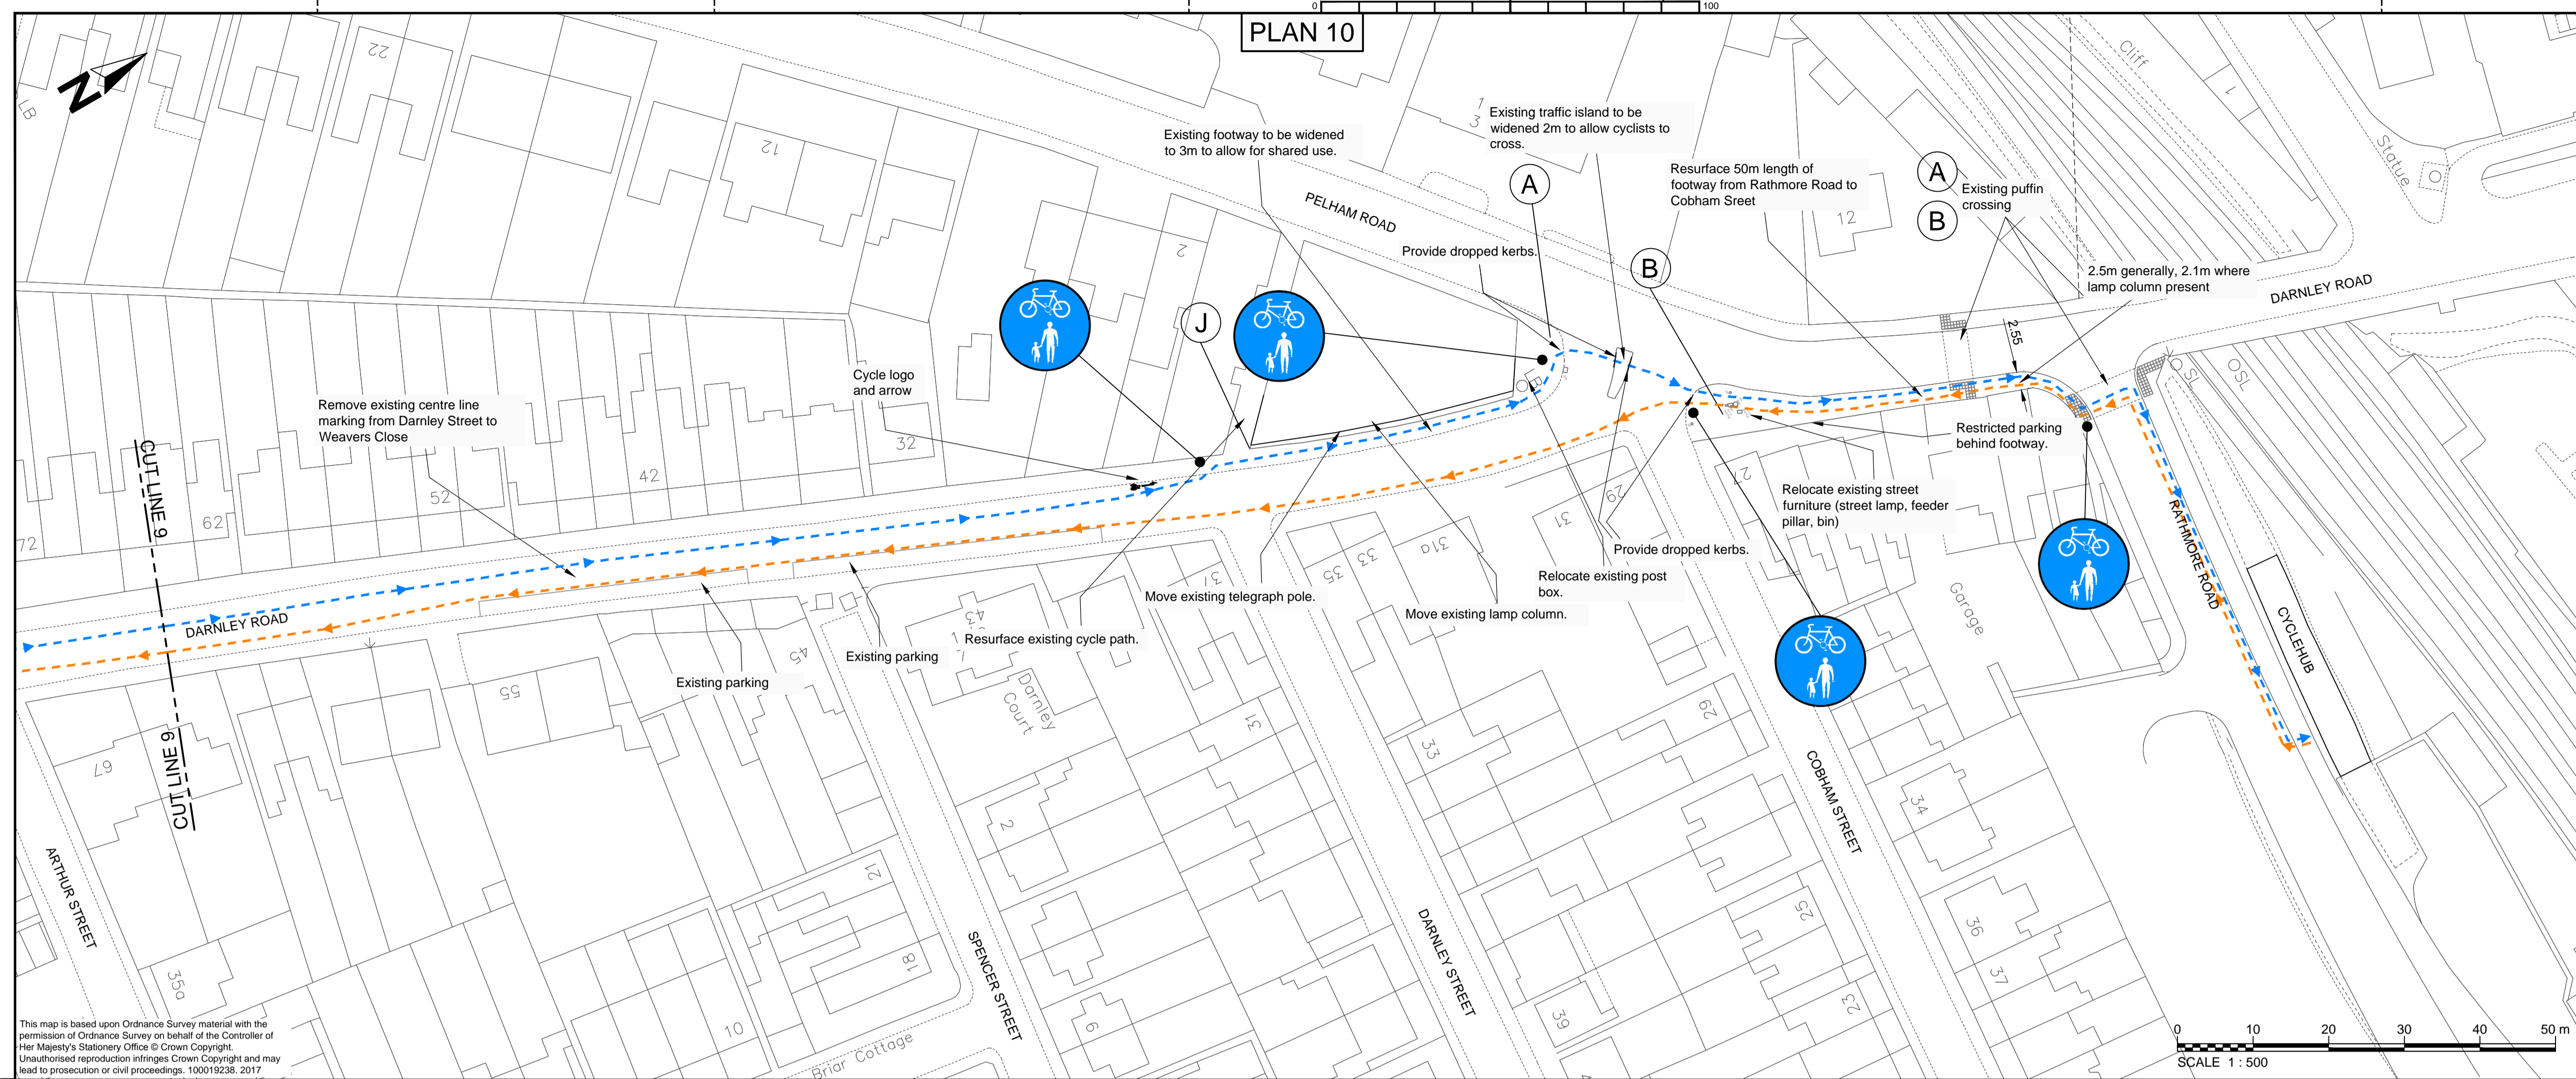 0
100
PLAN 10
N
LB
22
12
2
1
3
Cliff
1
Statue
Existing footway to be widened
to 3m to allow for shared use.
Existing traffic island to be
widened 2m to allow cyclists to
cross.
A
Resurface 50m length of
footway from Rathmore Road to
Cobham Sreet
A
B
Existing puffin
crossing
12
PELHAM ROAD
Provide dropped kerbs.
B
2.5m generally, 2.1m where
lamp column present
DARNLEY ROAD
J
2.55
LB
OSL
OSL
Cycle logo
and arrow
Remove existing centre line
marking from Darnley Street to
Weavers Close
32
42
52
62
72
CUT LINE 9
Restricted parking
behind footway.
Relocate existing street
furniture (street lamp, feeder
pillar, bin)
27
29
31
31a
33
35
37
Provide dropped kerbs.
Relocate existing post
box.
Move existing lamp column.
Move existing telegraph pole.
Resurface existing cycle path.
Existing parking
Existing parking
DARNLEY ROAD
43
45
55
67
CUT LINE 9
Darnley
Court
Garage
RATHMORE ROAD
CYCLEHUB
31
33
29
34
2
COBHAM STREET
ARTHUR STREET
21
18
35a
SPENCER STREET
DARNLEY STREET
25
36
37
23
39
6
10
Briar Cottage
This map is based upon Ordnance Survey material with the
permission of Ordnance Survey on behalf of the Controller of
Her Majesty's Stationery Office © Crown Copyright.
Unauthorised reproduction infringes Crown Copyright and may
lead to prosecution or civil proceedings. 100019238. 2017
0 10 20 30 40 50 m
SCALE 1 : 500